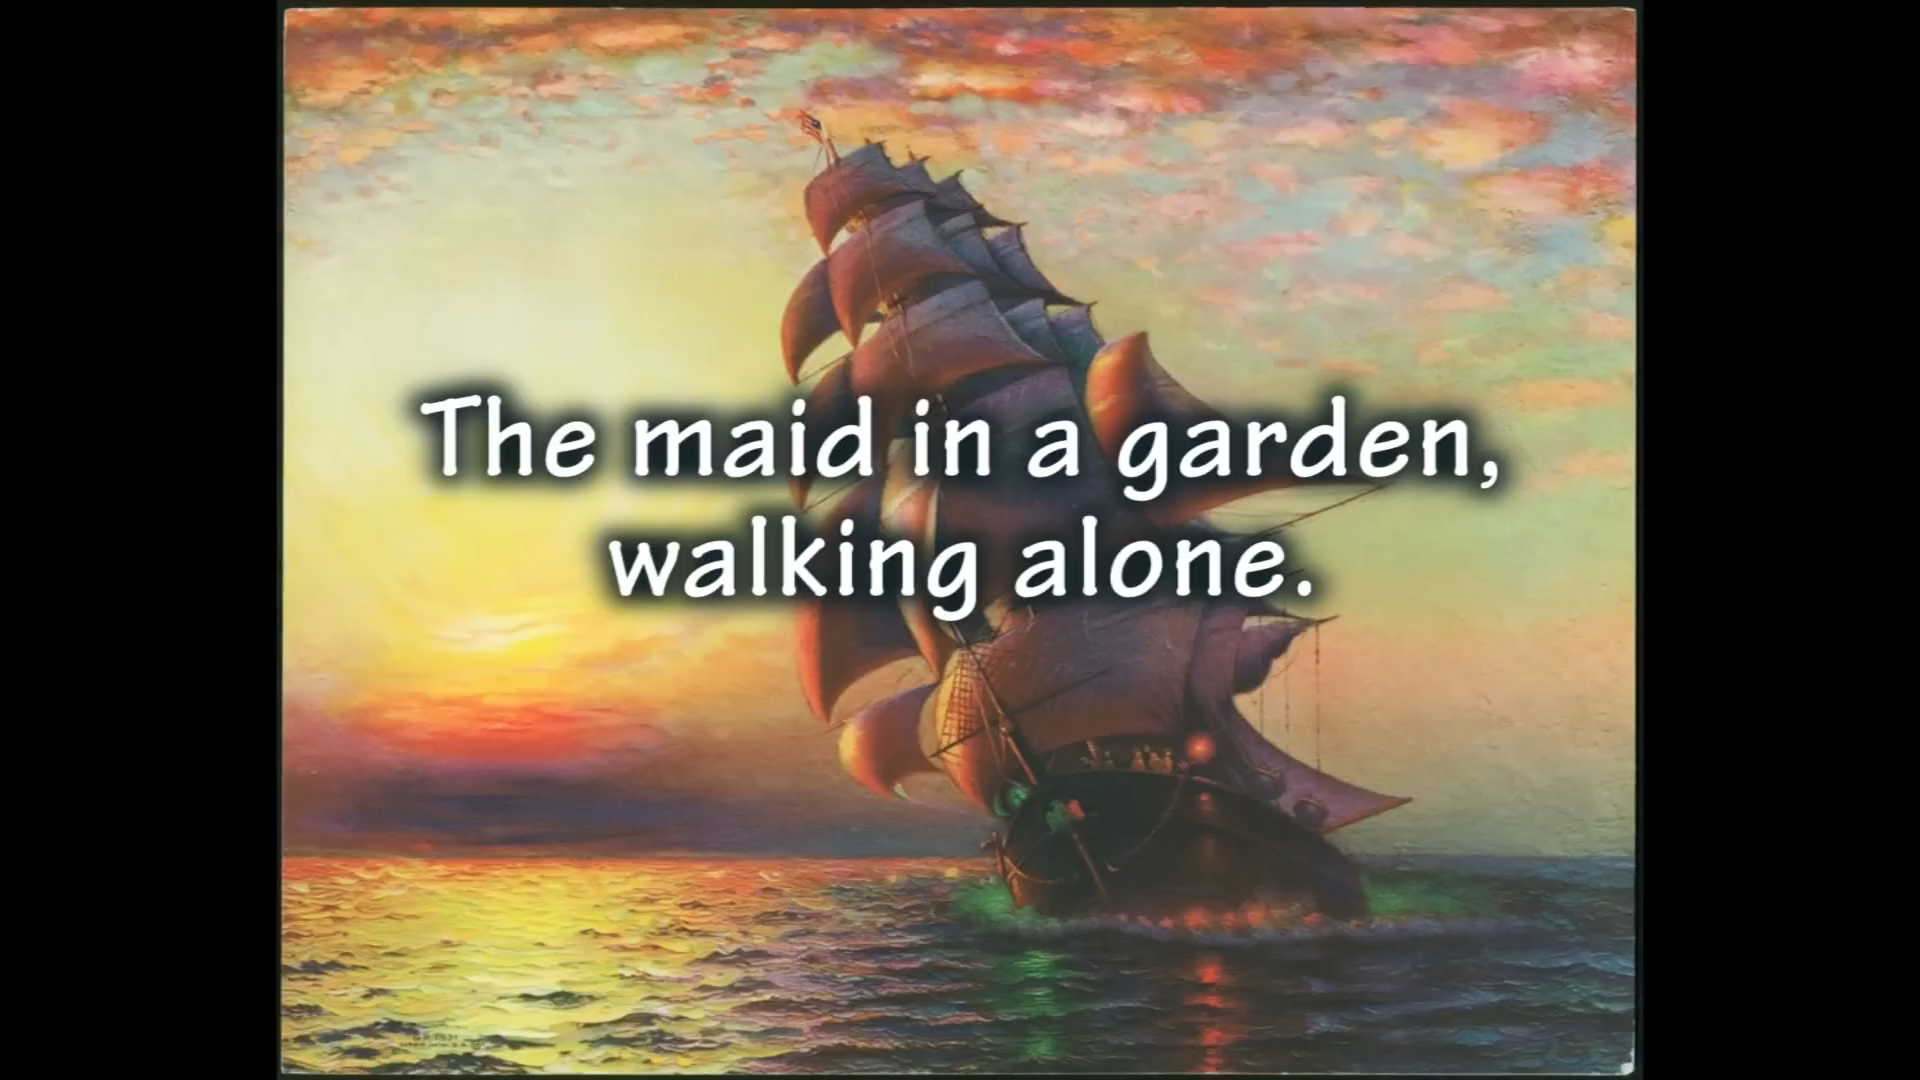 The maid in a garden,
walking alone.